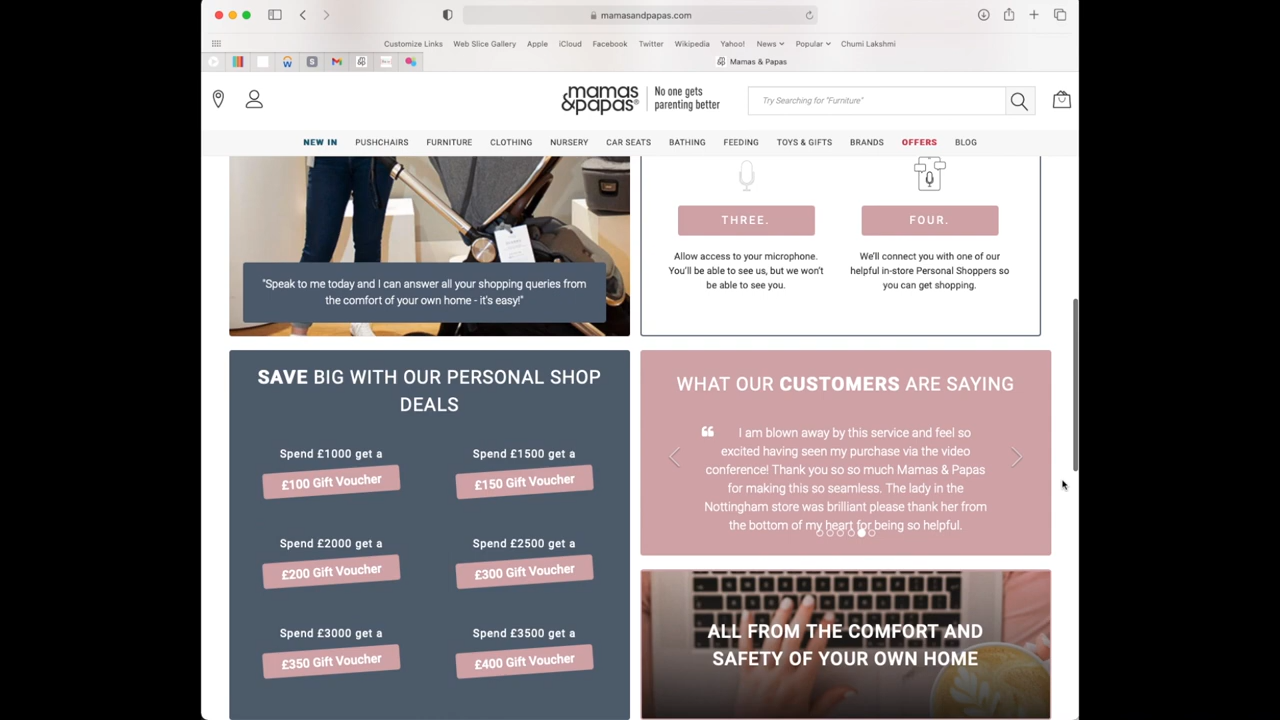 mamasandpapas.com
Customize Links Web Slice Gallery Apple iCloud Facebook Twitter Wikipedia Yahoo! News Popular Chumi Lakshmi
Mamas & Papas
mamas
&papas
No one gets
parenting better
Try Searching for "Furniture"
NEW IN PUSHCHAIRS FURNITURE CLOTHING NURSERY CAR SEATS BATHING FEEDING TOYS & GIFTS BRANDS OFFERS BLOG
"Speak to me today and I can answer all your shopping queries from
the comfort of your own home - it's easy!"
THREE.
Allow access to your microphone.
You'll be able to see us, but we won't
be able to see you.
FOUR.
We'll connect you with one of our
helpful in-store Personal Shoppers so
you can get shopping.
SAVE BIG WITH OUR PERSONAL SHOP
DEALS
Spend £1000 get a
£100 Gift Voucher
Spend £1500 get a
£150 Gift Voucher
Spend £2000 get a
£200 Gift Voucher
Spend £2500 get a
£300 Gift Voucher
Spend £3000 get a
£350 Gift Voucher
Spend £3500 get a
£400 Gift Voucher
WHAT OUR CUSTOMERS ARE SAYING
❝ I am blown away by this service and feel so
excited having seen my purchase via the video
conference! Thank you so so much Mamas & Papas
for making this so seamless. The lady in the
Nottingham store was brilliant please thank her from
the bottom of my heart for being so helpful.
ALL FROM THE COMFORT AND
SAFETY OF YOUR OWN HOME